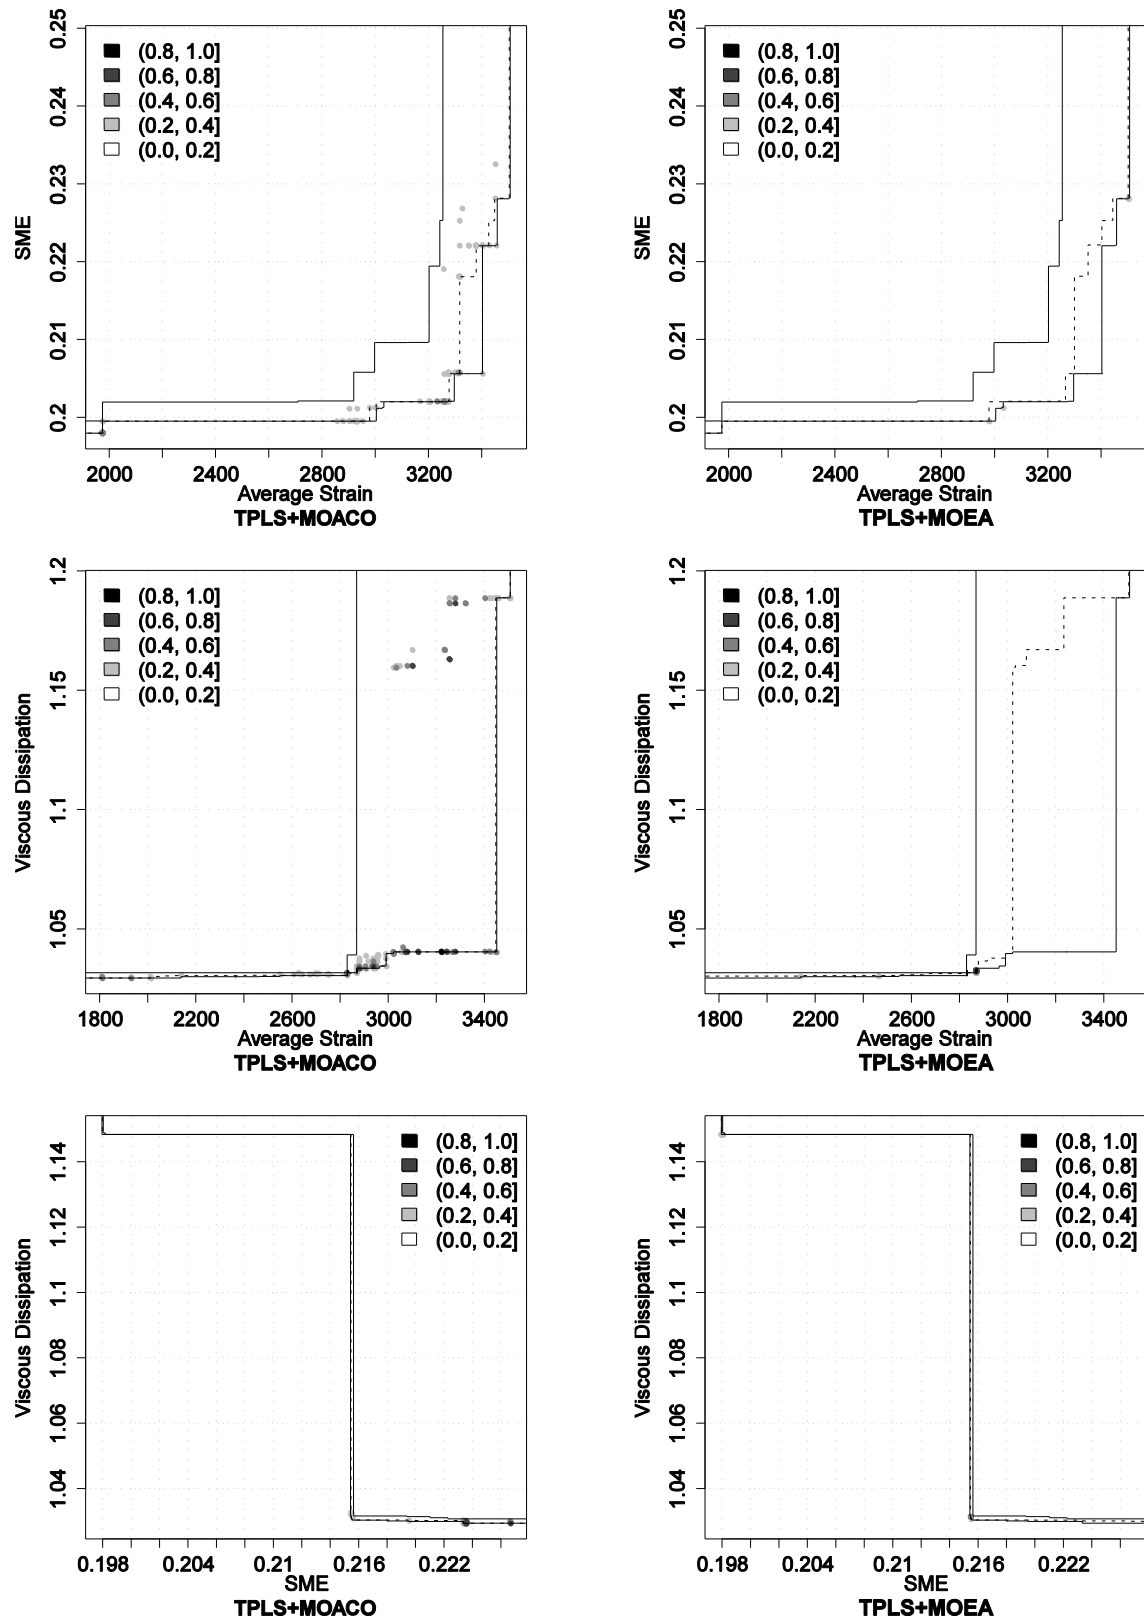 0.25
0.24
0.23
0.22
0.21
0.2
SME
(0.8, 1.0]
(0.6, 0.8]
(0.4, 0.6]
(0.2, 0.4]
(0.0, 0.2]
2000 2400 2800 3200
Average Strain
TPLS+MOACO
0.25
0.24
0.23
0.22
0.21
0.2
SME
(0.8, 1.0]
(0.6, 0.8]
(0.4, 0.6]
(0.2, 0.4]
(0.0, 0.2]
2000 2400 2800 3200
Average Strain
TPLS+MOEA
1.2
1.15
1.1
1.05
Viscous Dissipation
(0.8, 1.0]
(0.6, 0.8]
(0.4, 0.6]
(0.2, 0.4]
(0.0, 0.2]
1800 2200 2600 3000 3400
Average Strain
TPLS+MOACO
1.2
1.15
1.1
1.05
Viscous Dissipation
(0.8, 1.0]
(0.6, 0.8]
(0.4, 0.6]
(0.2, 0.4]
(0.0, 0.2]
1800 2200 2600 3000 3400
Average Strain
TPLS+MOEA
1.14
1.12
1.1
1.08
1.06
1.04
Viscous Dissipation
(0.8, 1.0]
(0.6, 0.8]
(0.4, 0.6]
(0.2, 0.4]
(0.0, 0.2]
0.198 0.204 0.21 0.216 0.222
SME
TPLS+MOACO
1.14
1.12
1.1
1.08
1.06
1.04
Viscous Dissipation
(0.8, 1.0]
(0.6, 0.8]
(0.4, 0.6]
(0.2, 0.4]
(0.0, 0.2]
0.198 0.204 0.21 0.216 0.222
SME
TPLS+MOEA